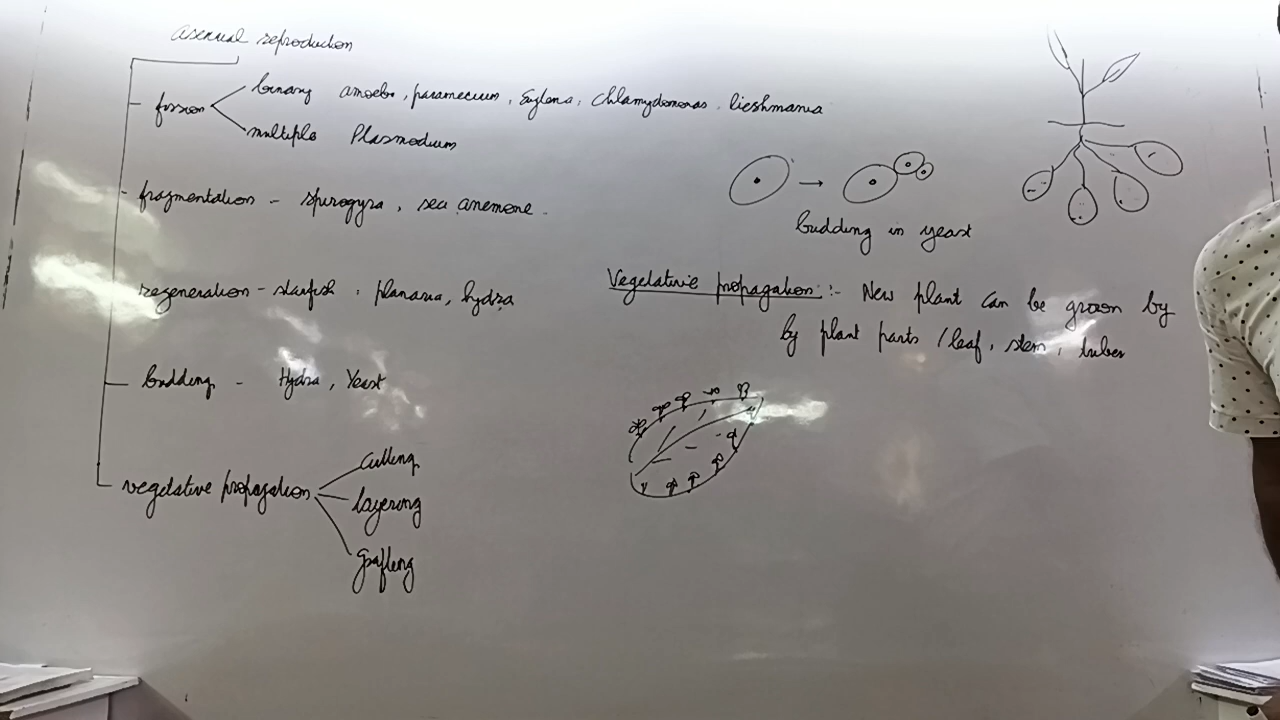 asexual reproduction
fission
binary amoeba, paramecium, Euglena, Chlamydomonas, lieshmania
multiple Plasmodium
fragmentation - spirogyra, sea anemone.
budding in yeast
regeneration - starfish, planaria, hydra
Vegetative propagation :- New plant can be grown by
by plant parts / leaf, stem, tuber
budding - Hydra, Yeast
vegetative propagation
Cutting
layering
grafting